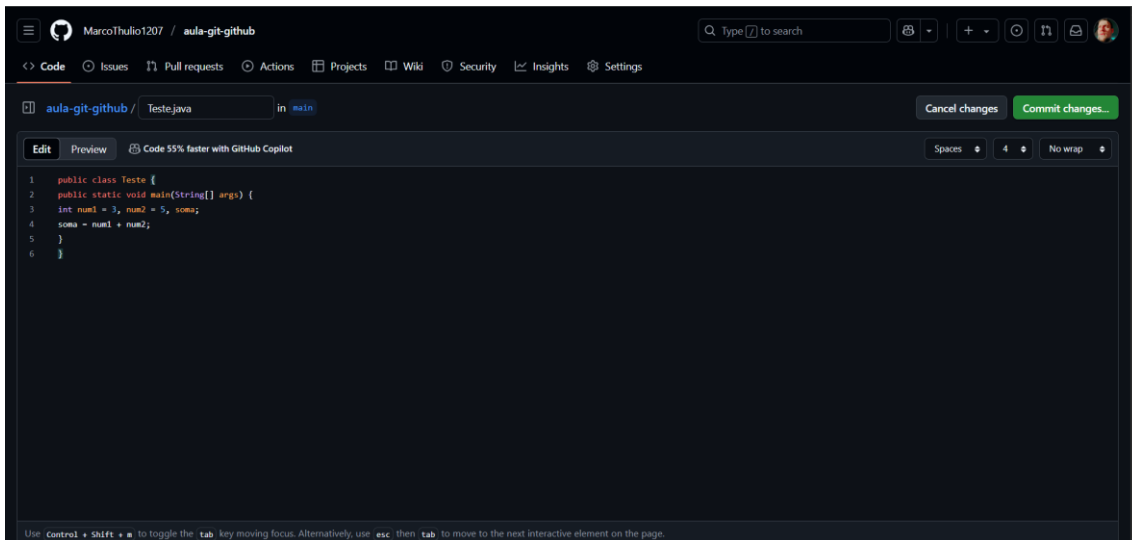 MarcoThulio1207 / aula-git-github Type / to search
Code Issues Pull requests Actions Projects Wiki Security Insights Settings
aula-git-github / Teste.java in main Cancel changes Commit changes...
Edit Preview Code 55% faster with GitHub Copilot Spaces 4 No wrap
1 public class Teste {
2 public static void main(String[] args) {
3 int num1 = 3, num2 = 5, soma;
4 soma = num1 + num2;
5 }
6 }
Use Control + Shift + m to toggle the tab key moving focus. Alternatively, use esc then tab to move to the next interactive element on the page.